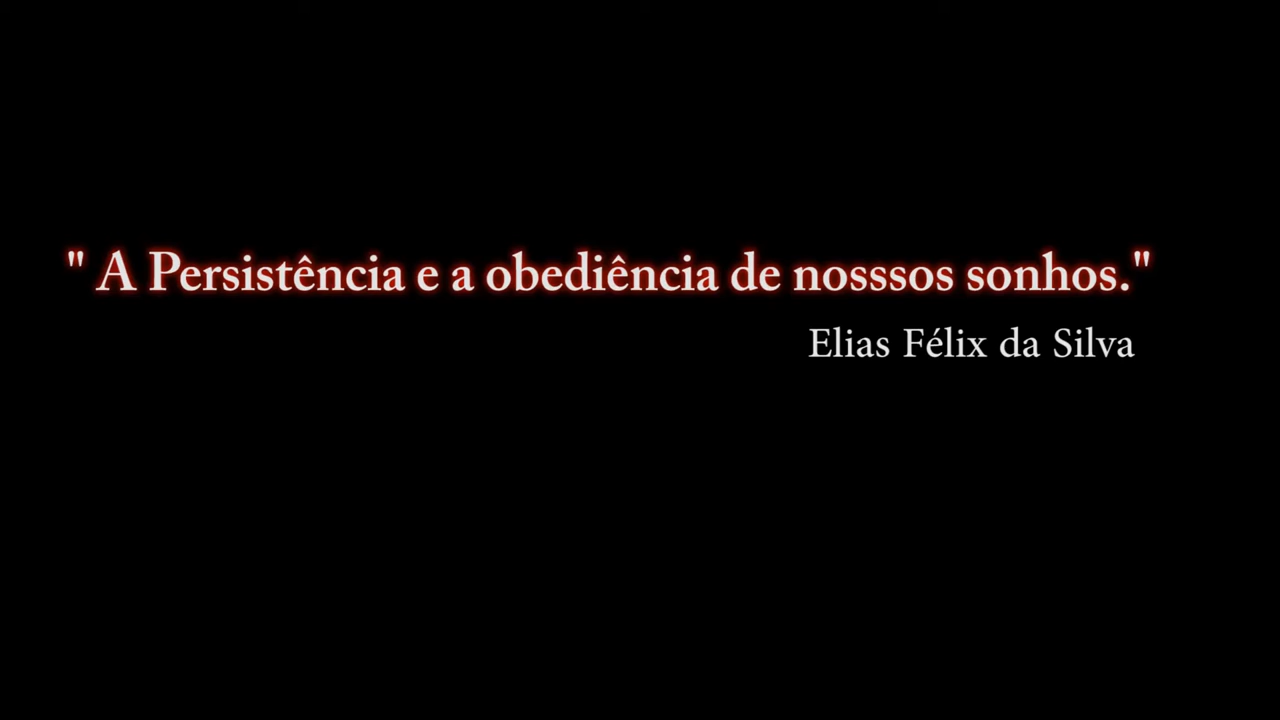 " A Persistência e a obediência de nosssos sonhos."
Elias Félix da Silva